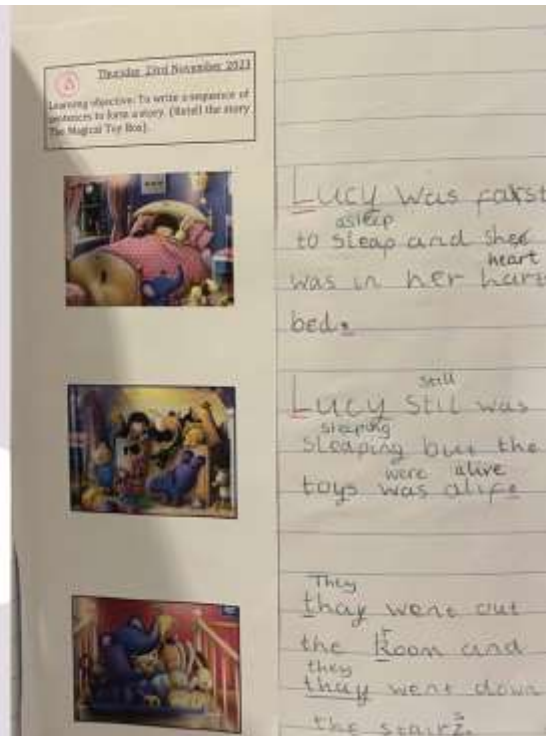 Thursday 23rd November 2023
Learning objective: To write a sequence of
sentences to form a story. (Retell the story
The Magical Toy Box).
Lucy was farst
asleep
to sleap and shee
heart
was in her hart
bed.
still
Lucy Stil was
sleeping
sleaping but the
were alive
toys was alife
They
thay went out
the Room and
they
thay went down
s
the stairz.